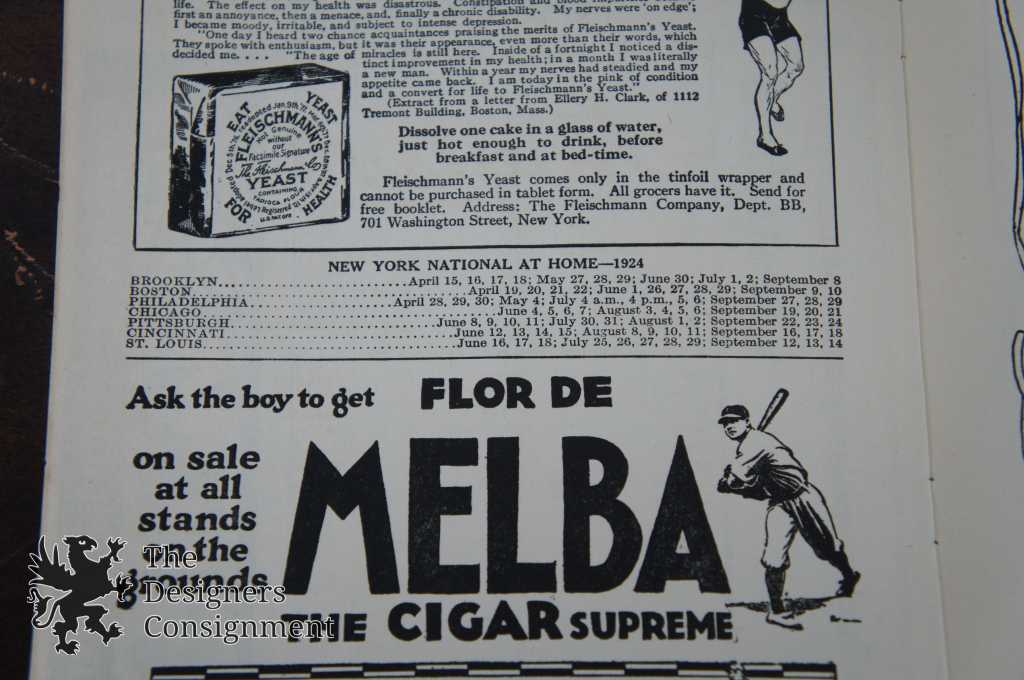 life. The effect on my health was disastrous. Constipation and blood
first an annoyance, then a menace, and, finally a chronic disability. My nerves were 'on edge';
I became moody, irritable, and subject to intense depression.
"One day I heard two chance acquaintances praising the merits of Fleischmann's Yeast.
They spoke with enthusiasm, but it was their appearance, even more than their words, which
decided me. . . . "The age of miracles is still here. Inside of a fortnight I noticed a dis-
tinct improvement in my health; in a month I was literally
a new man. Within a year my nerves had steadied and my
appetite came back. I am today in the pink of condition
and a convert for life to Fleischmann's Yeast."
(Extract from a letter from Ellery H. Clark, of 1112
Tremont Building, Boston, Mass.)
EAT
YEAST
FLEISCHMANN'S
Not Genuine
without
our
Facsimile Signature
The Fleischmann Co
YEAST
CONTAINING
TAPIOCA FLOUR
FOR
HEALTH
Dissolve one cake in a glass of water,
just hot enough to drink, before
breakfast and at bed-time.
Fleischmann's Yeast comes only in the tinfoil wrapper and
cannot be purchased in tablet form. All grocers have it. Send for
free booklet. Address: The Fleischmann Company, Dept. BB,
701 Washington Street, New York.
NEW YORK NATIONAL AT HOME—1924
BROOKLYN....................April 15, 16, 17, 18; May 27, 28, 29; June 30; July 1, 2; September 8
BOSTON..............................April 19, 20, 21, 22; June 1, 26, 27, 28, 29; September 9, 10
PHILADELPHIA...............April 28, 29, 30; May 4; July 4 a.m., 4 p.m., 5, 6; September 27, 28, 29
CHICAGO..............................June 4, 5, 6, 7; August 3, 4, 5, 6; September 19, 20, 21
PITTSBURGH......................June 8, 9, 10, 11; July 30, 31; August 1, 2; September 22, 23, 24
CINCINNATI........................June 12, 13, 14, 15; August 8, 9, 10, 11; September 16, 17, 18
ST. LOUIS..........................June 16, 17, 18; July 25, 26, 27, 28, 29; September 12, 13, 14
Ask the boy to get FLOR DE
MELBA
on sale
at all
stands
on the
grounds
THE CIGAR SUPREME
The
Designers
Consignment